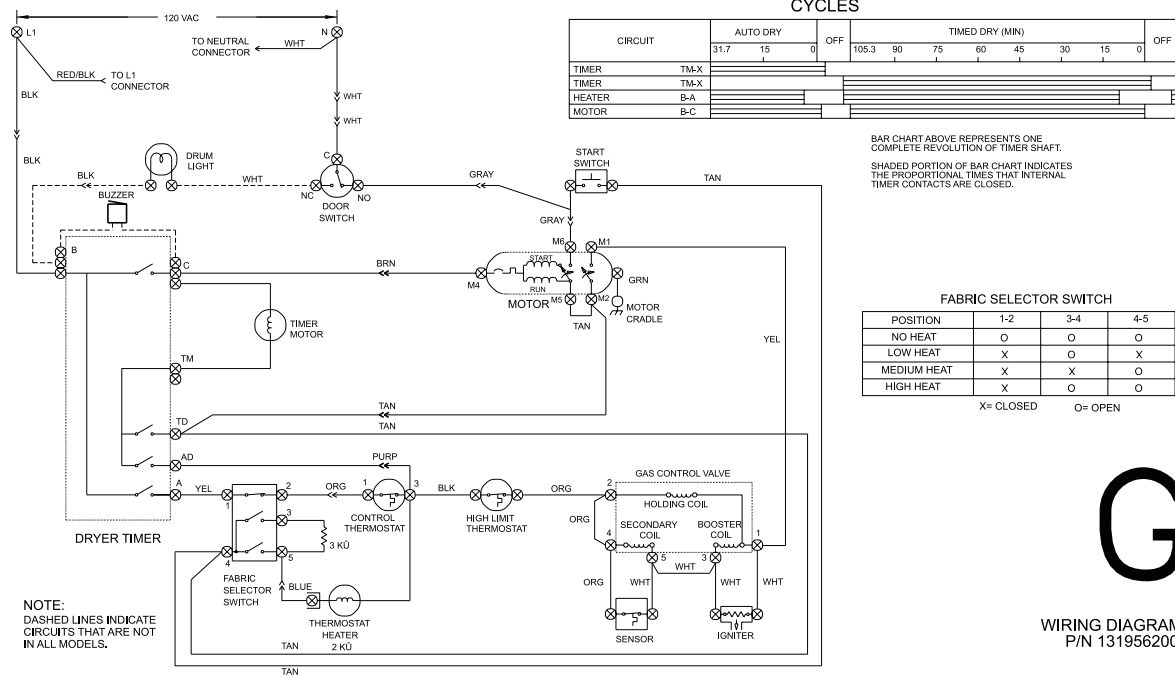 120 VAC
L1
N
TO NEUTRAL
CONNECTOR
WHT
RED/BLK
TO L1
CONNECTOR
BLK
WHT
WHT
BLK
C
DRUM
LIGHT
BLK
WHT
NC
NO
DOOR
SWITCH
GRAY
START
SWITCH
TAN
BUZZER
GRAY
B
C
BRN
M6
M1
START
RUN
M4
MOTOR
M5
M2
GRN
MOTOR
CRADLE
TAN
YEL
TIMER
MOTOR
TM
TD
TAN
TAN
AD
PURP
A
YEL
1
2
ORG
1
3
BLK
ORG
CONTROL
THERMOSTAT
HIGH LIMIT
THERMOSTAT
3
3 KÛ
4
5
DRYER TIMER
FABRIC
SELECTOR
SWITCH
BLUE
THERMOSTAT
HEATER
2 KÛ
GAS CONTROL VALVE
2
HOLDING COIL
ORG
SECONDARY
COIL
BOOSTER
COIL
4
1
5
3
WHT
ORG
WHT
WHT
WHT
SENSOR
IGNITER
TAN
TAN
NOTE:
DASHED LINES INDICATE
CIRCUITS THAT ARE NOT
IN ALL MODELS.
CYCLES
CIRCUIT AUTO DRY OFF TIMED DRY (MIN) OFF
31.7 15 0 105.3 90 75 60 45 30 15 0
TIMER TM-X
TIMER TM-X
HEATER B-A
MOTOR B-C
BAR CHART ABOVE REPRESENTS ONE
COMPLETE REVOLUTION OF TIMER SHAFT.
SHADED PORTION OF BAR CHART INDICATES
THE PROPORTIONAL TIMES THAT INTERNAL
TIMER CONTACTS ARE CLOSED.
FABRIC SELECTOR SWITCH
POSITION 1-2 3-4 4-5
NO HEAT O O O
LOW HEAT X O X
MEDIUM HEAT X X O
HIGH HEAT X O O
X= CLOSED O= OPEN
G
WIRING DIAGRAM
P/N 131956200